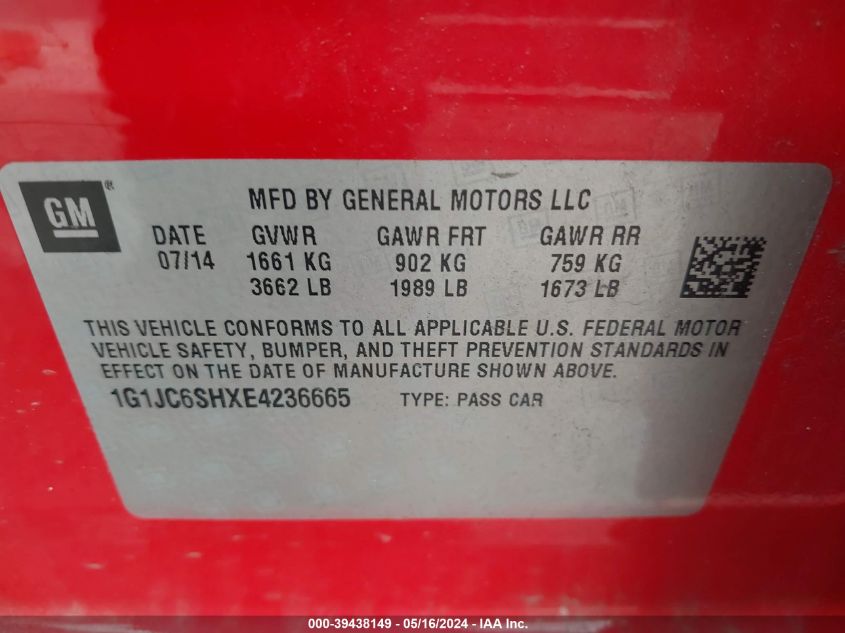 GM ®
MFD BY GENERAL MOTORS LLC
DATE GVWR GAWR FRT GAWR RR
07/14 1661 KG 902 KG 759 KG
3662 LB 1989 LB 1673 LB
THIS VEHICLE CONFORMS TO ALL APPLICABLE U.S. FEDERAL MOTOR
VEHICLE SAFETY, BUMPER, AND THEFT PREVENTION STANDARDS IN
EFFECT ON THE DATE OF MANUFACTURE SHOWN ABOVE.
1G1JC6SHXE4236665 TYPE: PASS CAR
000-39438149 - 05/16/2024 - IAA Inc.